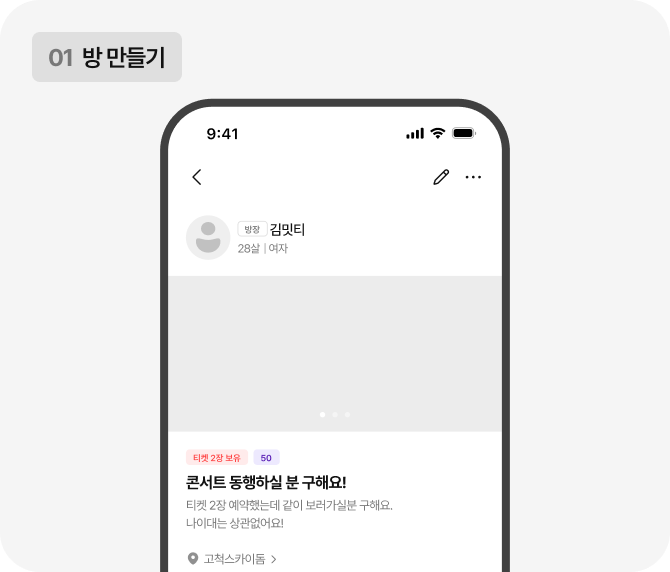 01 방 만들기
9:41
방장 김밋티
28살 | 여자
티켓 2장 보유 50
콘서트 동행하실 분 구해요!
티켓 2장 예약했는데 같이 보러가실분 구해요.
나이대는 상관없어요!
고척스카이돔